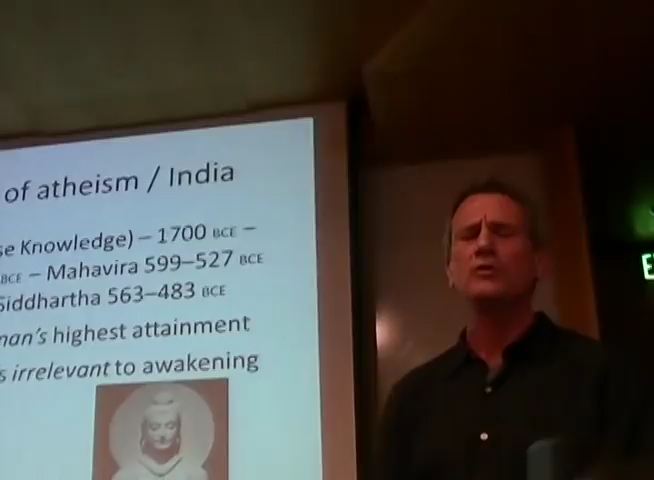 of atheism / India
se Knowledge) – 1700 BCE –
BCE – Mahavira 599–527 BCE
Siddhartha 563–483 BCE
man's highest attainment
s irrelevant to awakening
E